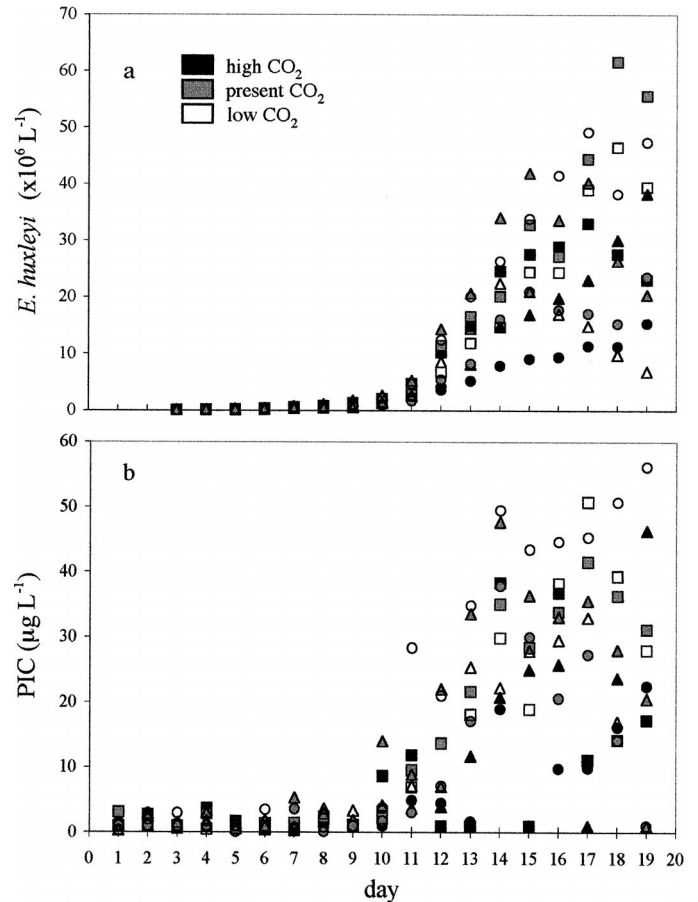 70
60
50
40
30
20
10
0
a
high CO₂
present CO₂
low CO₂
E. huxleyi (x10⁶ L⁻¹)
60
50
40
30
20
10
0
b
PIC (µg L⁻¹)
0 1 2 3 4 5 6 7 8 9 10 11 12 13 14 15 16 17 18 19 20
day